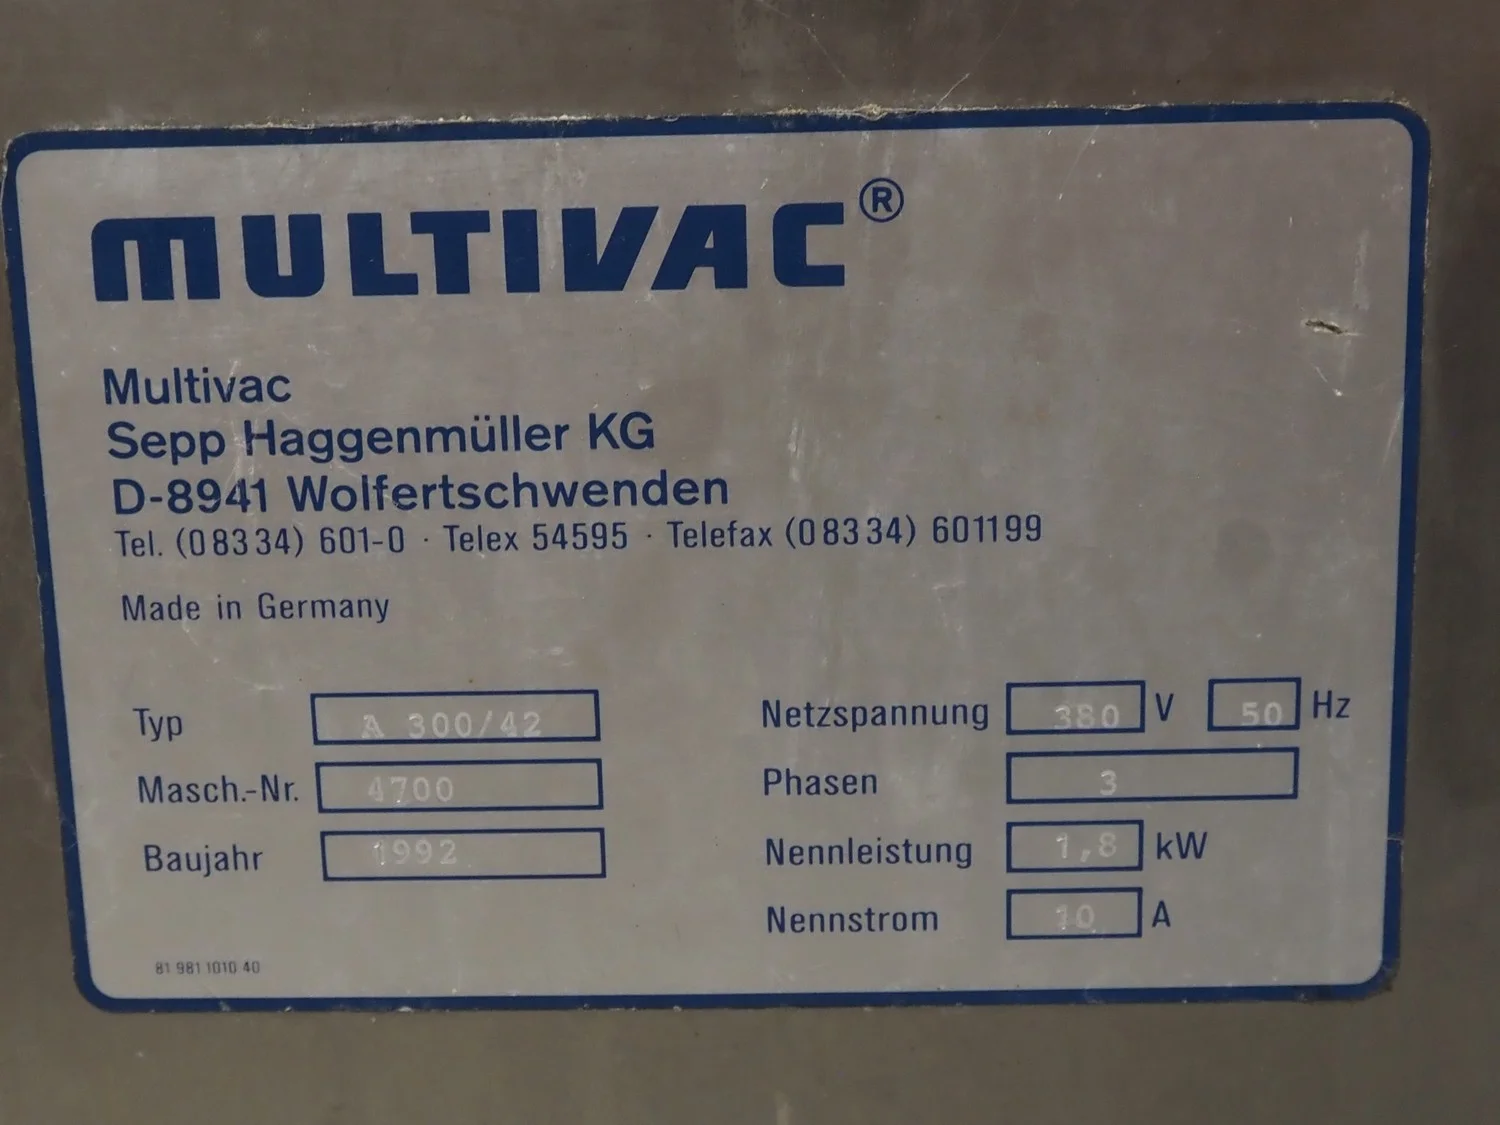 MULTIVAC®
Multivac
Sepp Haggenmüller KG
D-8941 Wolfertschwenden
Tel. (08334) 601-0 · Telex 54595 · Telefax (08334) 601199
Made in Germany
Typ A 300/42
Masch.-Nr. 4700
Baujahr 1992
Netzspannung 380 V 50 Hz
Phasen 3
Nennleistung 1,8 kW
Nennstrom 10 A
81 981 1010 40